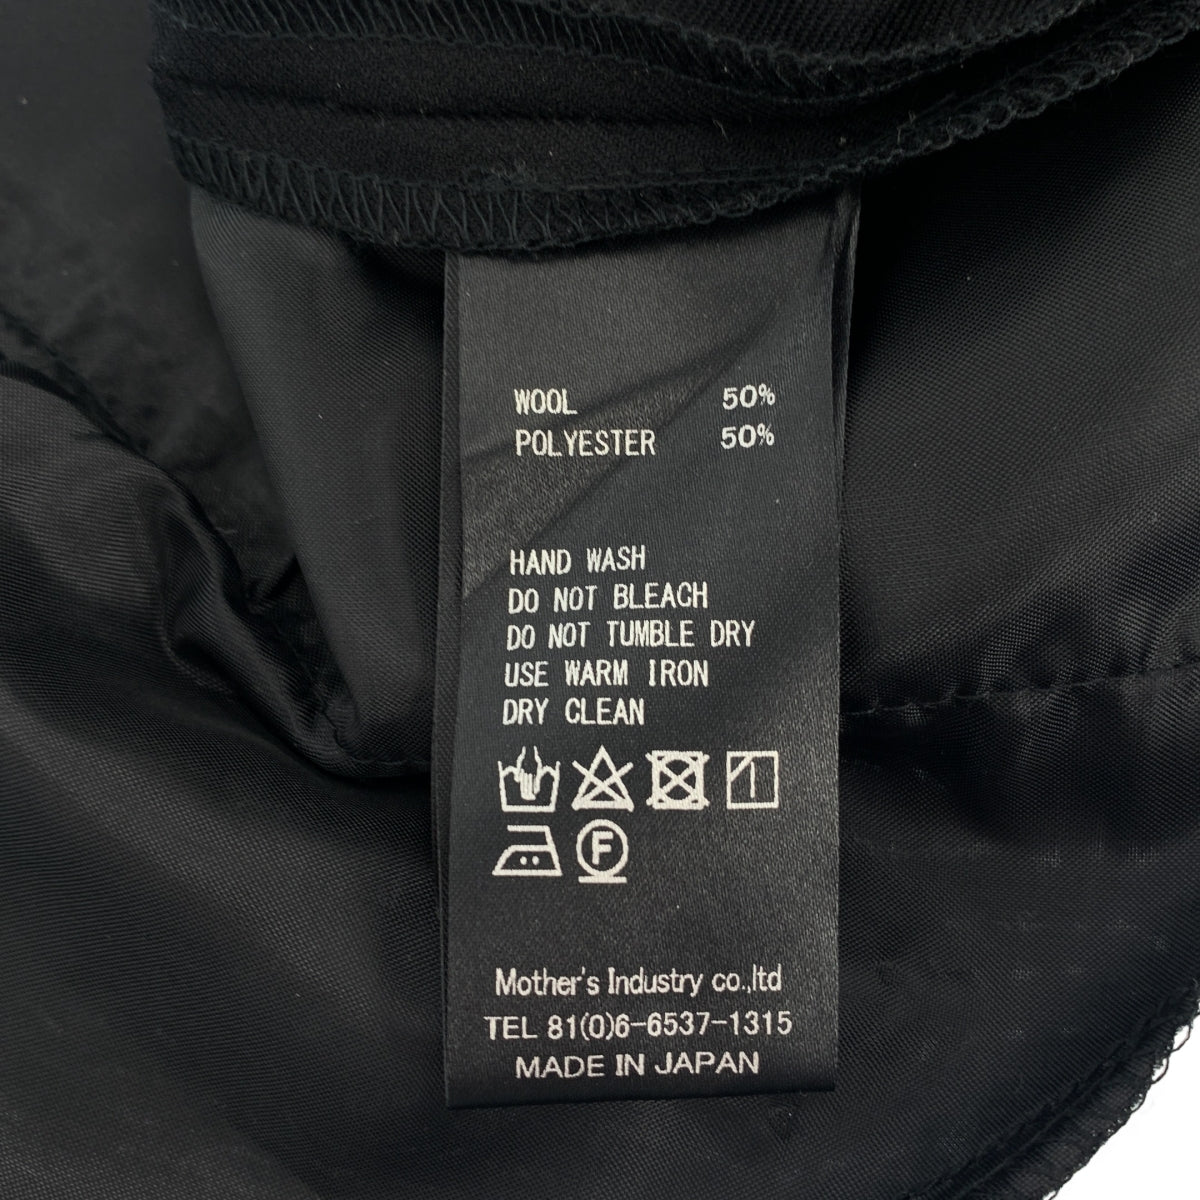 WOOL 50%
POLYESTER 50%
HAND WASH
DO NOT BLEACH
DO NOT TUMBLE DRY
USE WARM IRON
DRY CLEAN
F
Mother's Industry co.,ltd
TEL 81(0)6-6537-1315
MADE IN JAPAN